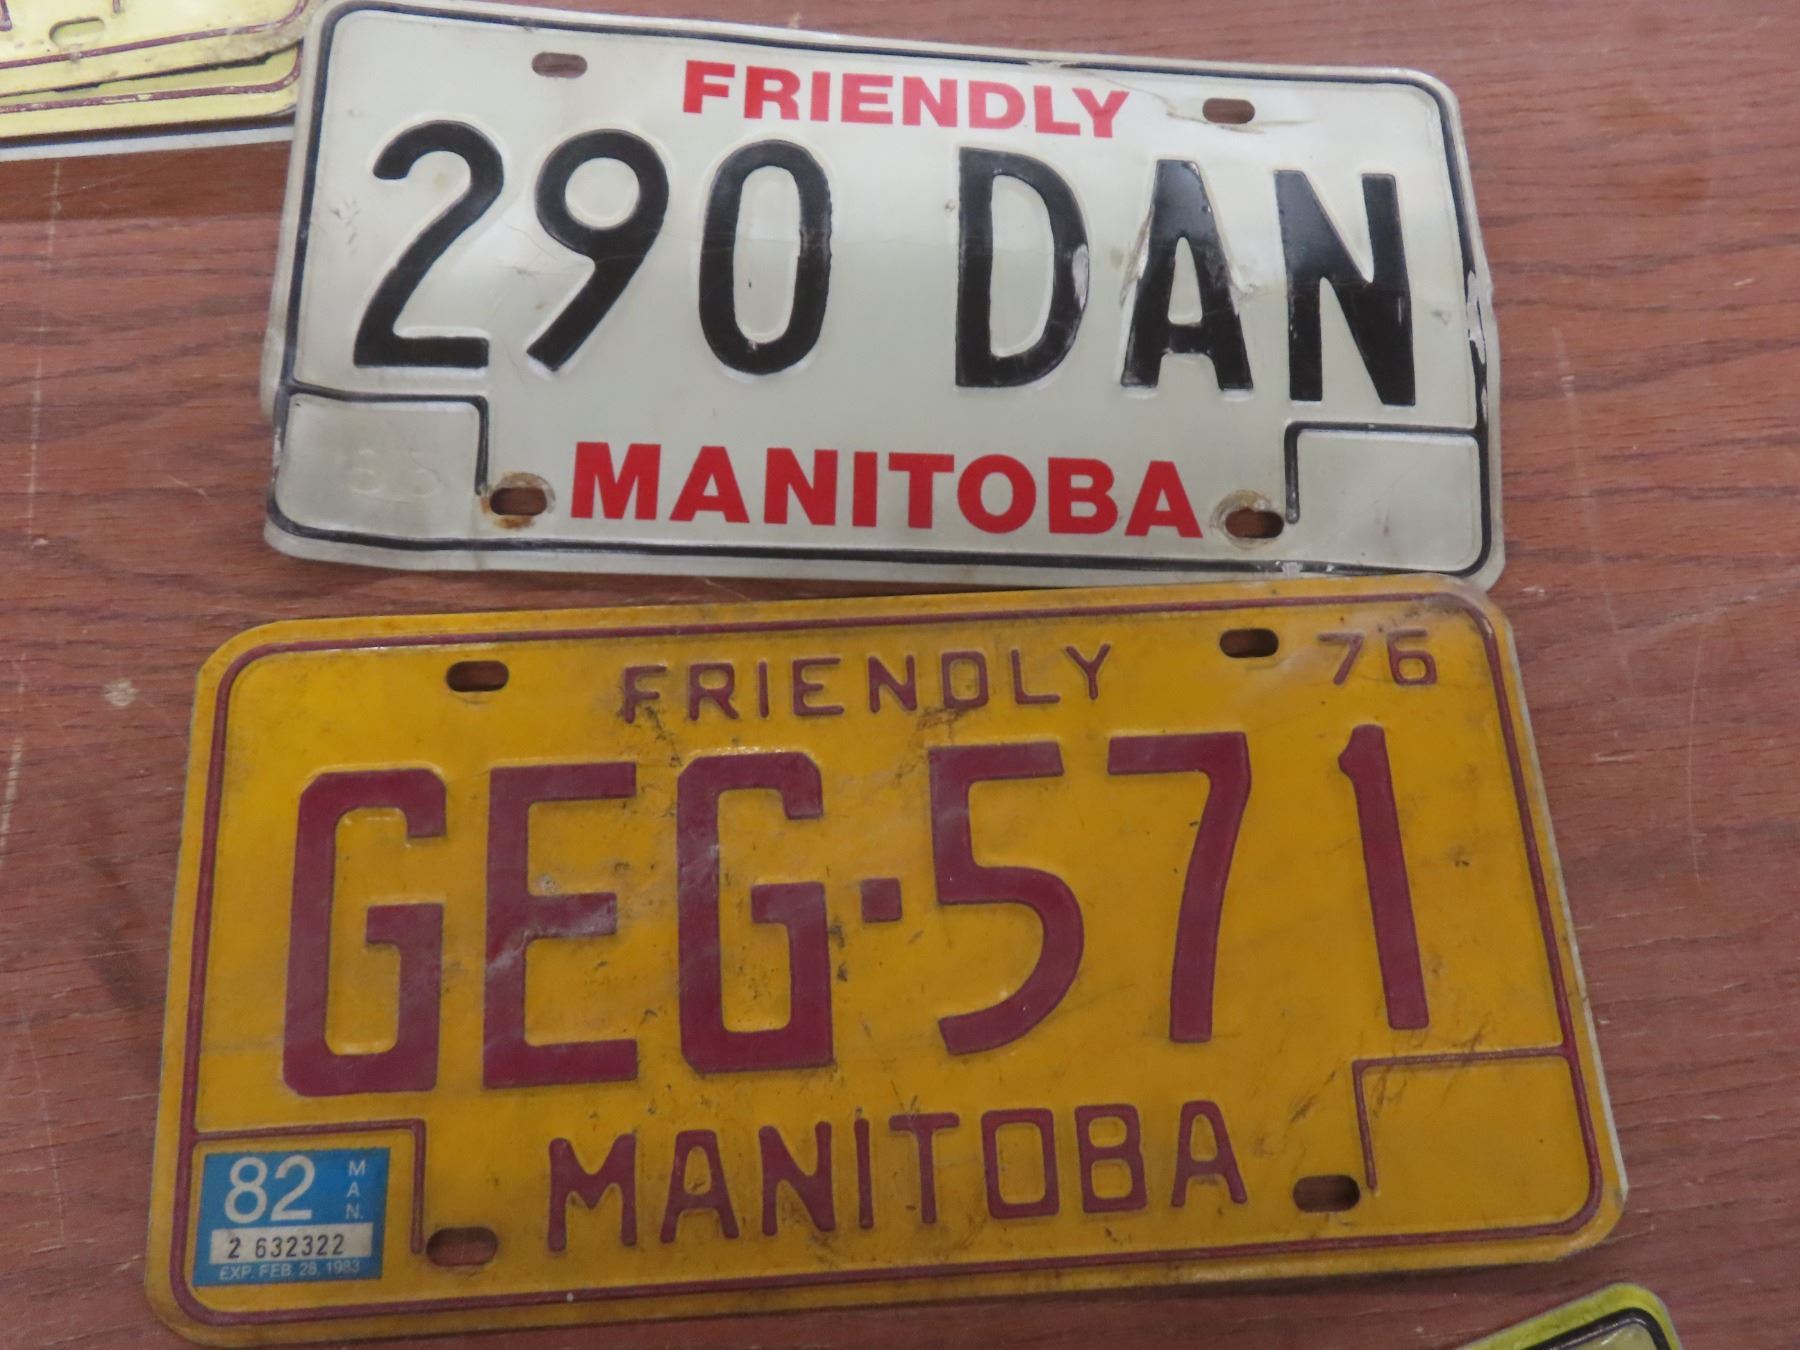 FRIENDLY
290 DAN
MANITOBA
FRIENDLY 76
GEG·571
MANITOBA
82 MAN.
2 632322
EXP. FEB. 28, 1983